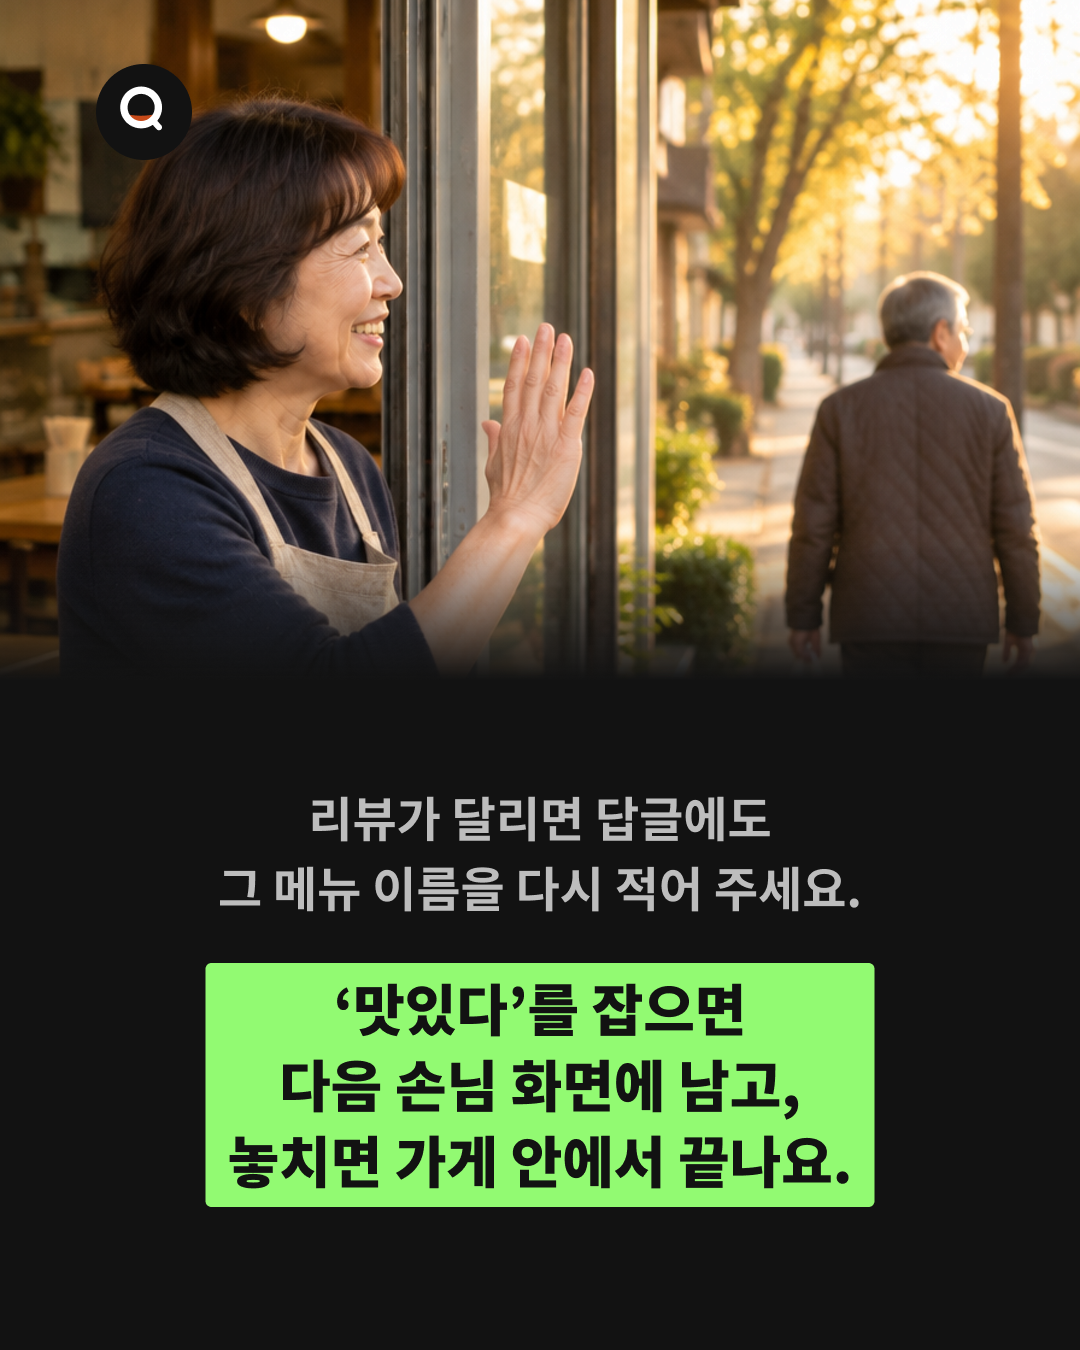 리뷰가 달리면 답글에도
그 메뉴 이름을 다시 적어 주세요.
‘맛있다’를 잡으면
다음 손님 화면에 남고,
놓치면 가게 안에서 끝나요.